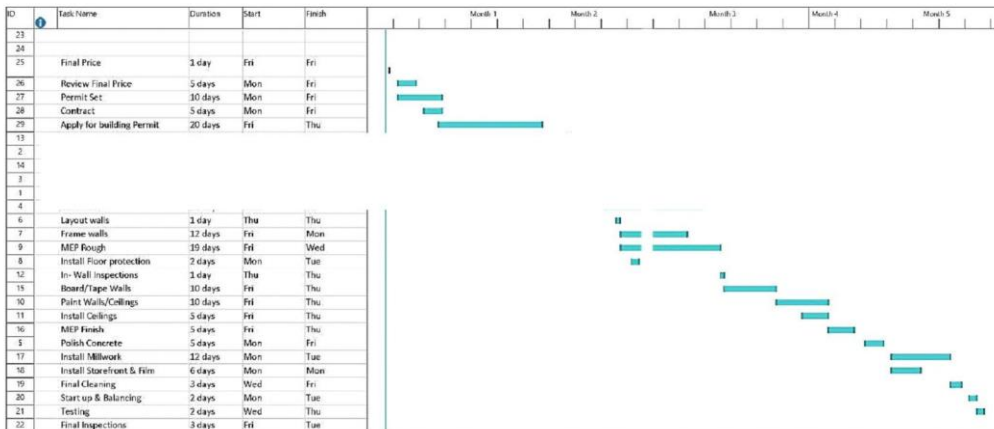 ID Task Name Duration Start Finish Month 1 Month 2 Month 3 Month 4 Month 5
23
24
25 Final Price 1 day Fri Fri
26 Review Final Price 5 days Mon Fri
27 Permit Set 10 days Mon Fri
28 Contract 5 days Mon Fri
29 Apply for building Permit 20 days Fri Thu
13
2
14
3
1
4
6 Layout walls 1 day Thu Thu
7 Frame walls 12 days Fri Mon
9 MEP Rough 19 days Fri Wed
8 Install Floor protection 2 days Mon Tue
12 In- Wall Inspections 1 day Thu Thu
15 Board/Tape Walls 10 days Fri Thu
10 Paint Walls/Ceilings 10 days Fri Thu
11 Install Ceilings 5 days Fri Thu
16 MEP Finish 5 days Fri Thu
5 Polish Concrete 5 days Mon Fri
17 Install Millwork 12 days Mon Tue
18 Install Storefront & Film 6 days Mon Mon
19 Final Cleaning 3 days Wed Fri
20 Start up & Balancing 2 days Mon Tue
21 Testing 2 days Wed Thu
22 Final Inspections 3 days Fri Tue